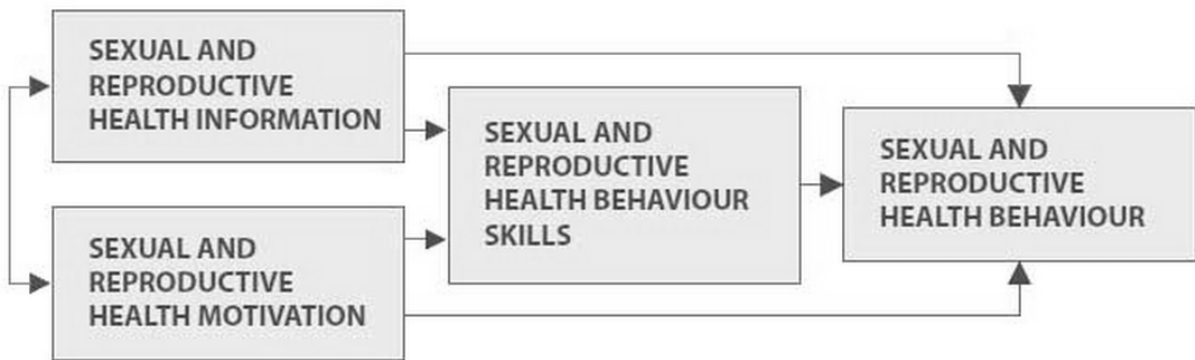 SEXUAL AND
REPRODUCTIVE
HEALTH INFORMATION
SEXUAL AND
REPRODUCTIVE
HEALTH MOTIVATION
SEXUAL AND
REPRODUCTIVE
HEALTH BEHAVIOUR
SKILLS
SEXUAL AND
REPRODUCTIVE
HEALTH BEHAVIOUR